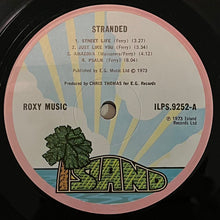 STRANDED
1. STREET LIFE (Ferry) (3.27)
2. JUST LIKE YOU (Ferry) (3.34)
3. AMAZONA (Manzanera/Ferry) (4.12)
4. PSALM (Ferry) (8.04)
Published by E.G. Music Ltd ℗ 1973
Produced by CHRIS THOMAS for E.G. Records
ROXY MUSIC
ILPS.9252-A
℗ 1973 Island
Records Ltd
ISLAND